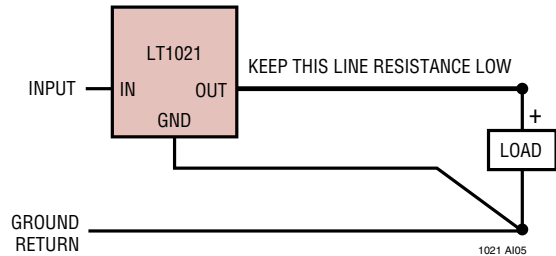 LT1021
KEEP THIS LINE RESISTANCE LOW
INPUT
IN
OUT
GND
+
LOAD
GROUND
RETURN
1021 AI05